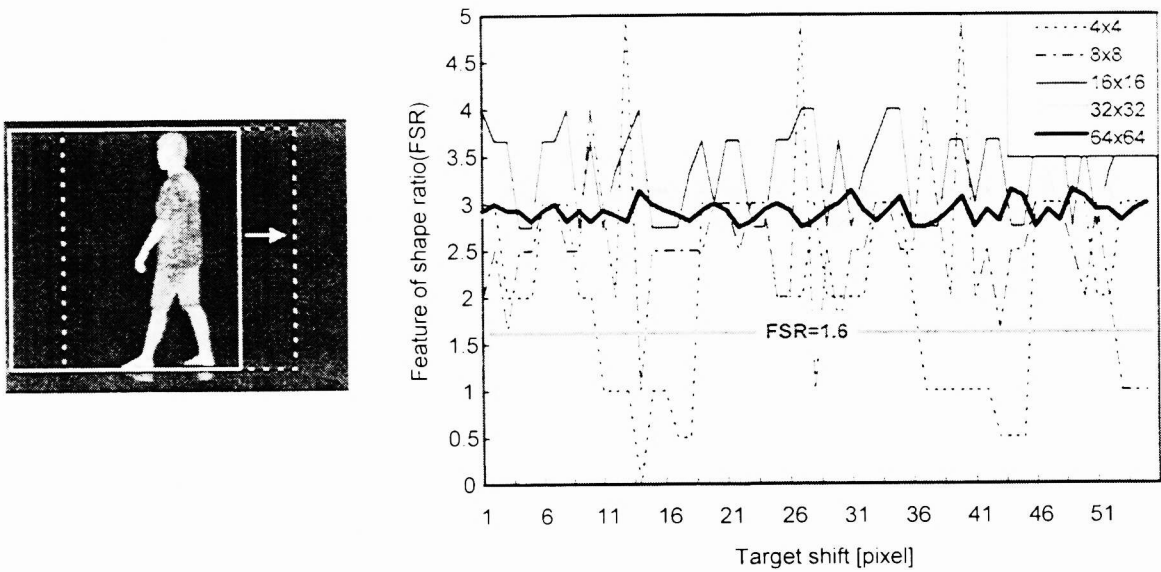 5
4.5
4
3.5
3
2.5
2
1.5
1
0.5
0
Feature of shape ratio(FSR)
4x4
8x8
16x16
32x32
64x64
FSR=1.6
1 6 11 16 21 26 31 36 41 46 51
Target shift [pixel]